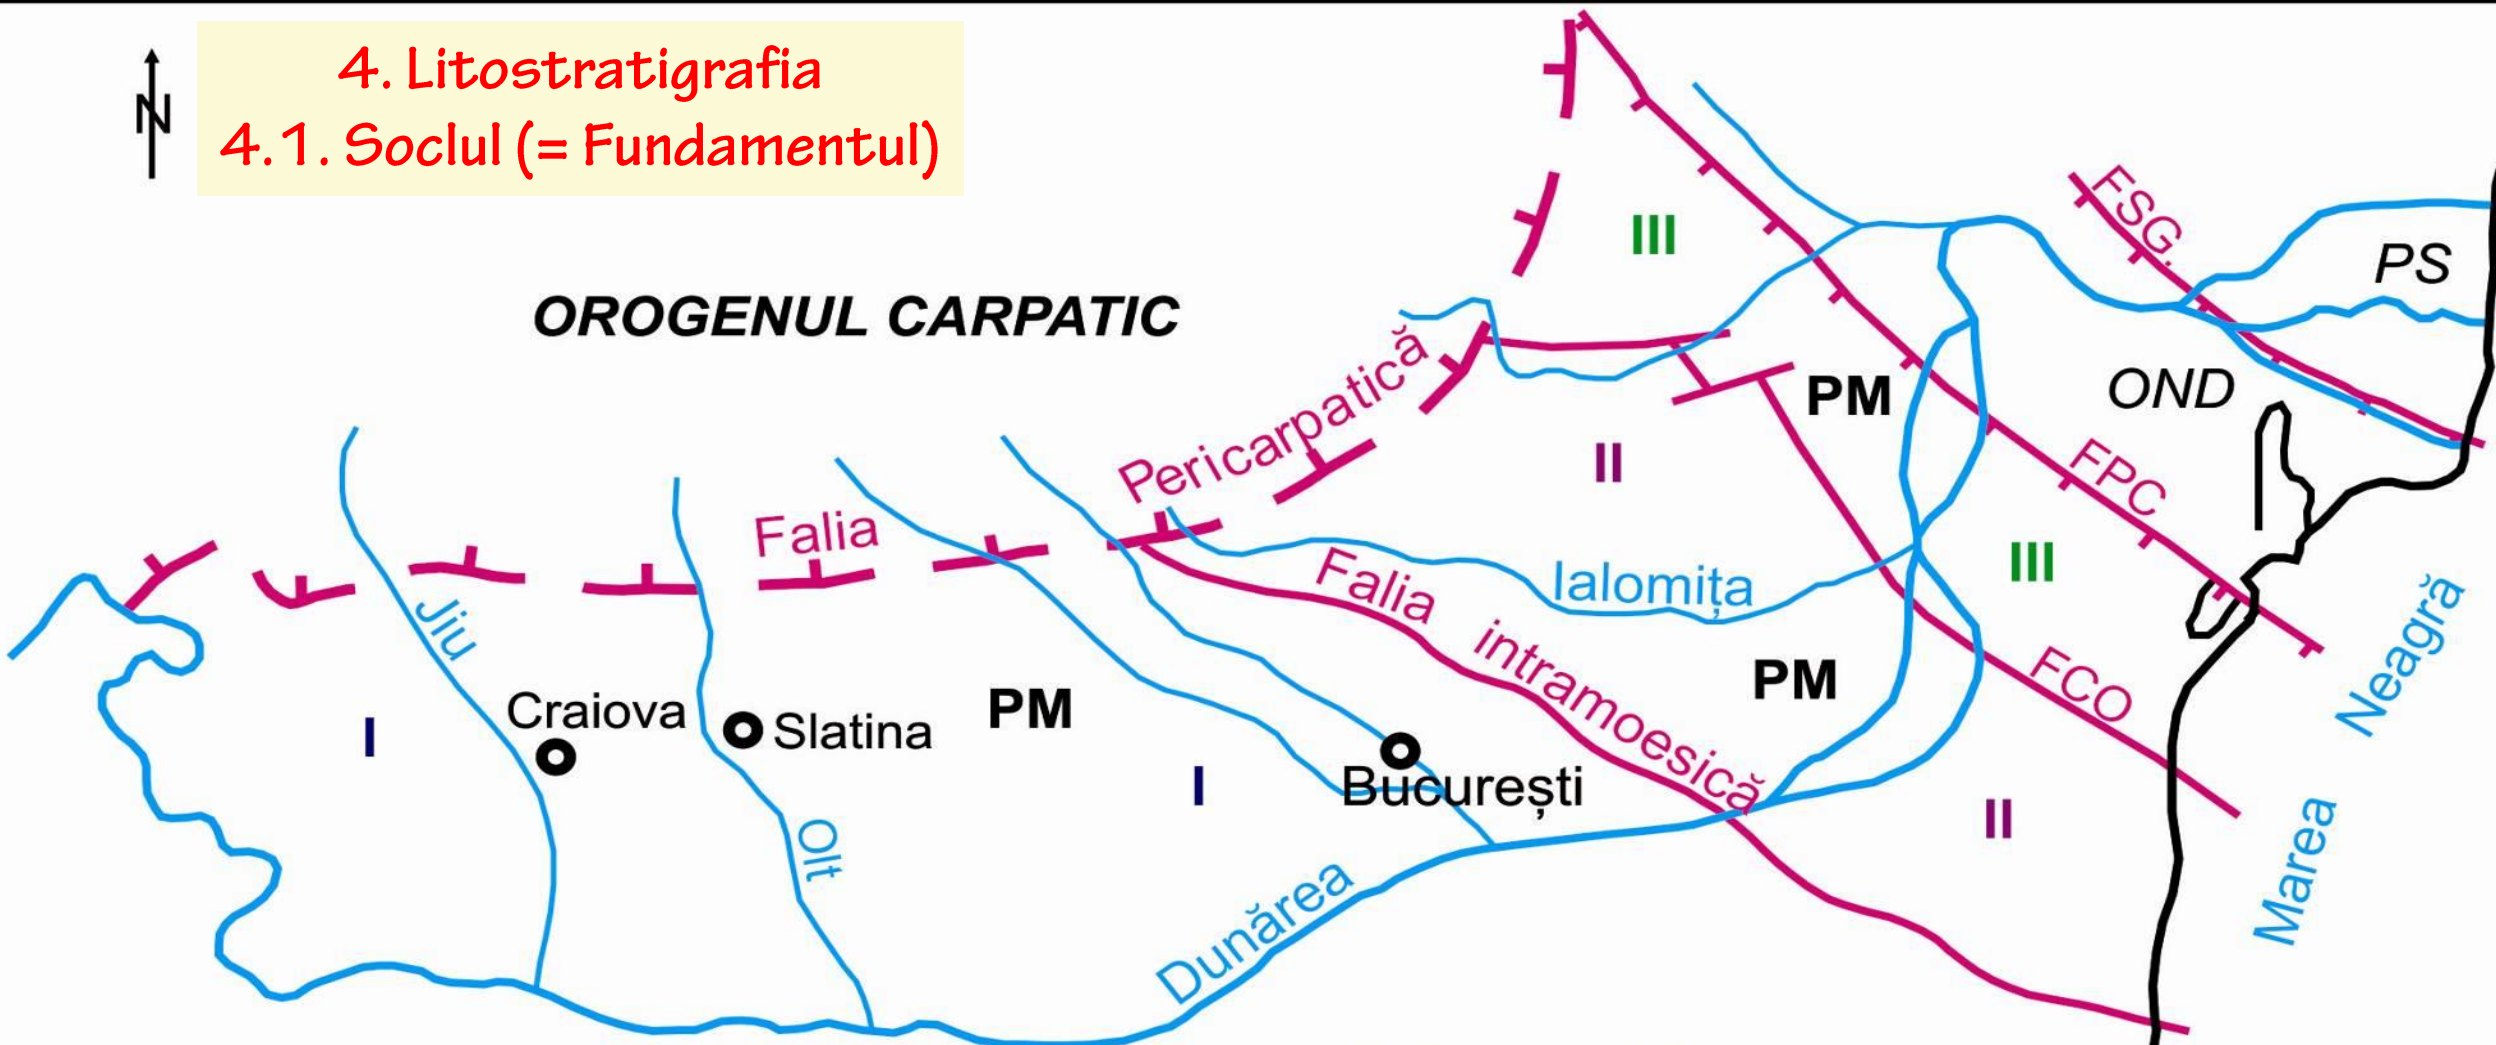 4. Litostratigrafia
4.1. Soclul (= Fundamentul)
N
FSG.
III
PS
OROGENUL CARPATIC
Pericarpatică
PM
OND
II
FPC
Falia
Falia
Ialomița
III
Jiu
intramoesică
Neagră
FCO
PM
Craiova
Slatina
PM
I
I
București
II
Olt
Dunărea
Marea